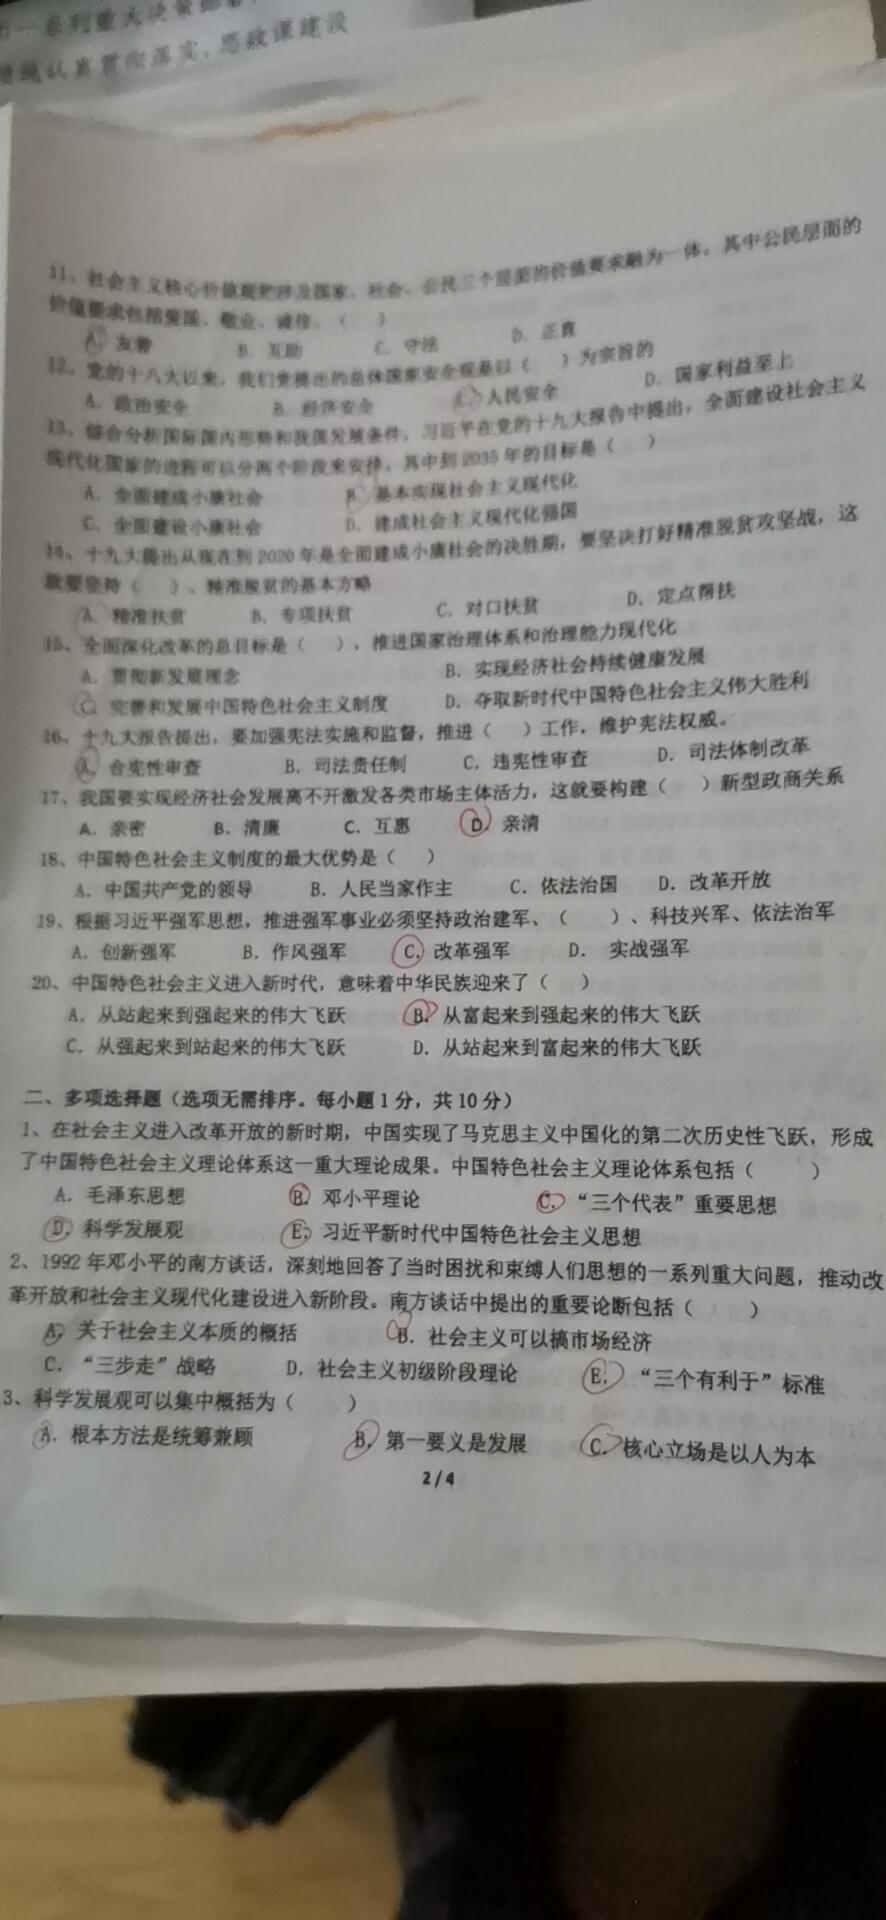 一系列重大决策部署
措施认真贯彻落实，思政课建设
11、社会主义核心价值观把涉及国家、社会、公民三个层面的价值要求融为一体。其中公民层面的
价值要求包括爱国、敬业、诚信、（　　）
A. 友善　B. 互助　C. 守法　D. 正直
12、党的十八大以来，我们党提出的总体国家安全观是以（　　）为宗旨的
A. 政治安全　B. 经济安全　C. 人民安全　D. 国家利益至上
13、综合分析国际国内形势和我国发展条件，习近平在党的十九大报告中提出，全面建设社会主义
现代化国家的进程可以分两个阶段来安排。其中到2035年的目标是（　　）
A. 全面建成小康社会　B. 基本实现社会主义现代化
C. 全面建设小康社会　D. 建成社会主义现代化强国
14、十九大提出从现在到2020年是全面建成小康社会的决胜期，要坚决打好精准脱贫攻坚战，这
就要坚持（　　）、精准脱贫的基本方略
A. 精准扶贫　B. 专项扶贫　C. 对口扶贫　D. 定点帮扶
15、全面深化改革的总目标是（　　），推进国家治理体系和治理能力现代化
A. 贯彻新发展理念　B. 实现经济社会持续健康发展
C. 完善和发展中国特色社会主义制度　D. 夺取新时代中国特色社会主义伟大胜利
16、十九大报告提出，要加强宪法实施和监督，推进（　　）工作，维护宪法权威。
A. 合宪性审查　B. 司法责任制　C. 违宪性审查　D. 司法体制改革
17、我国要实现经济社会发展离不开激发各类市场主体活力，这就要构建（　　）新型政商关系
A. 亲密　B. 清廉　C. 互惠　D. 亲清
18、中国特色社会主义制度的最大优势是（　　）
A. 中国共产党的领导　B. 人民当家作主　C. 依法治国　D. 改革开放
19、根据习近平强军思想，推进强军事业必须坚持政治建军、（　　）、科技兴军、依法治军
A. 创新强军　B. 作风强军　C. 改革强军　D. 实战强军
20、中国特色社会主义进入新时代，意味着中华民族迎来了（　　）
A. 从站起来到强起来的伟大飞跃　B. 从富起来到强起来的伟大飞跃
C. 从强起来到站起来的伟大飞跃　D. 从站起来到富起来的伟大飞跃
二、多项选择题（选项无需排序。每小题1分，共10分）
1、在社会主义进入改革开放的新时期，中国实现了马克思主义中国化的第二次历史性飞跃，形成
了中国特色社会主义理论体系这一重大理论成果。中国特色社会主义理论体系包括（　　）
A. 毛泽东思想　B. 邓小平理论　C. “三个代表”重要思想
D. 科学发展观　E. 习近平新时代中国特色社会主义思想
2、1992年邓小平的南方谈话，深刻地回答了当时困扰和束缚人们思想的一系列重大问题，推动改
革开放和社会主义现代化建设进入新阶段。南方谈话中提出的重要论断包括（　　）
A. 关于社会主义本质的概括　B. 社会主义可以搞市场经济
C. “三步走”战略　D. 社会主义初级阶段理论　E. “三个有利于”标准
3、科学发展观可以集中概括为（　　）
A. 根本方法是统筹兼顾　B. 第一要义是发展　C. 核心立场是以人为本
2/4